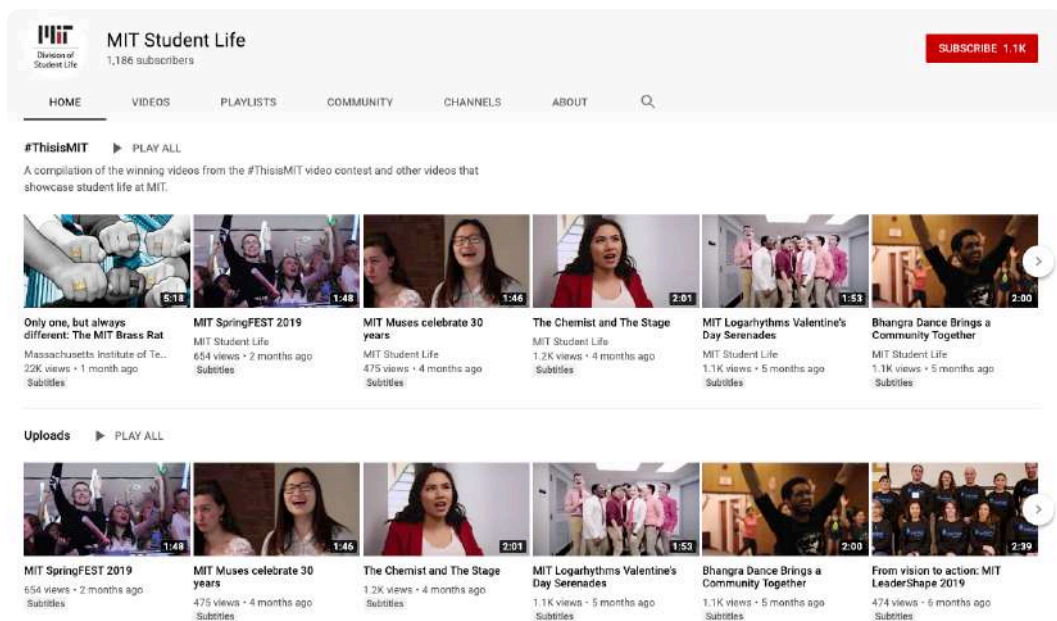 MIT
Division of
Student Life
MIT Student Life
1,186 subscribers
SUBSCRIBE 1.1K
HOME
VIDEOS
PLAYLISTS
COMMUNITY
CHANNELS
ABOUT
#ThisisMIT
PLAY ALL
A compilation of the winning videos from the #ThisisMIT video contest and other videos that
showcase student life at MIT.
5:18
1:48
1:46
2:01
1:53
2:00
Only one, but always
different: The MIT Brass Rat
Massachusetts Institute of Te...
22K views • 1 month ago
Subtitles
MIT SpringFEST 2019
MIT Student Life
654 views • 2 months ago
Subtitles
MIT Muses celebrate 30
years
MIT Student Life
475 views • 4 months ago
Subtitles
The Chemist and The Stage
MIT Student Life
1.2K views • 4 months ago
Subtitles
MIT Logarhythms Valentine's
Day Serenades
MIT Student Life
1.1K views • 5 months ago
Subtitles
Bhangra Dance Brings a
Community Together
MIT Student Life
1.1K views • 5 months ago
Subtitles
Uploads
PLAY ALL
1:48
1:46
2:01
1:53
2:00
2:39
MIT SpringFEST 2019
654 views • 2 months ago
Subtitles
MIT Muses celebrate 30
years
475 views • 4 months ago
Subtitles
The Chemist and The Stage
1.2K views • 4 months ago
Subtitles
MIT Logarhythms Valentine's
Day Serenades
1.1K views • 5 months ago
Subtitles
Bhangra Dance Brings a
Community Together
1.1K views • 5 months ago
Subtitles
From vision to action: MIT
LeaderShape 2019
474 views • 6 months ago
Subtitles